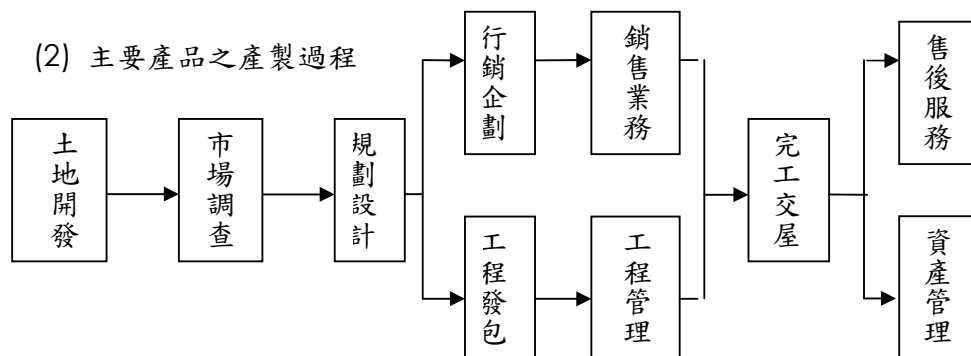 (2) 主要產品之產製過程
土地開發
市場調查
規劃設計
行銷企劃
銷售業務
工程發包
工程管理
完工交屋
售後服務
資產管理